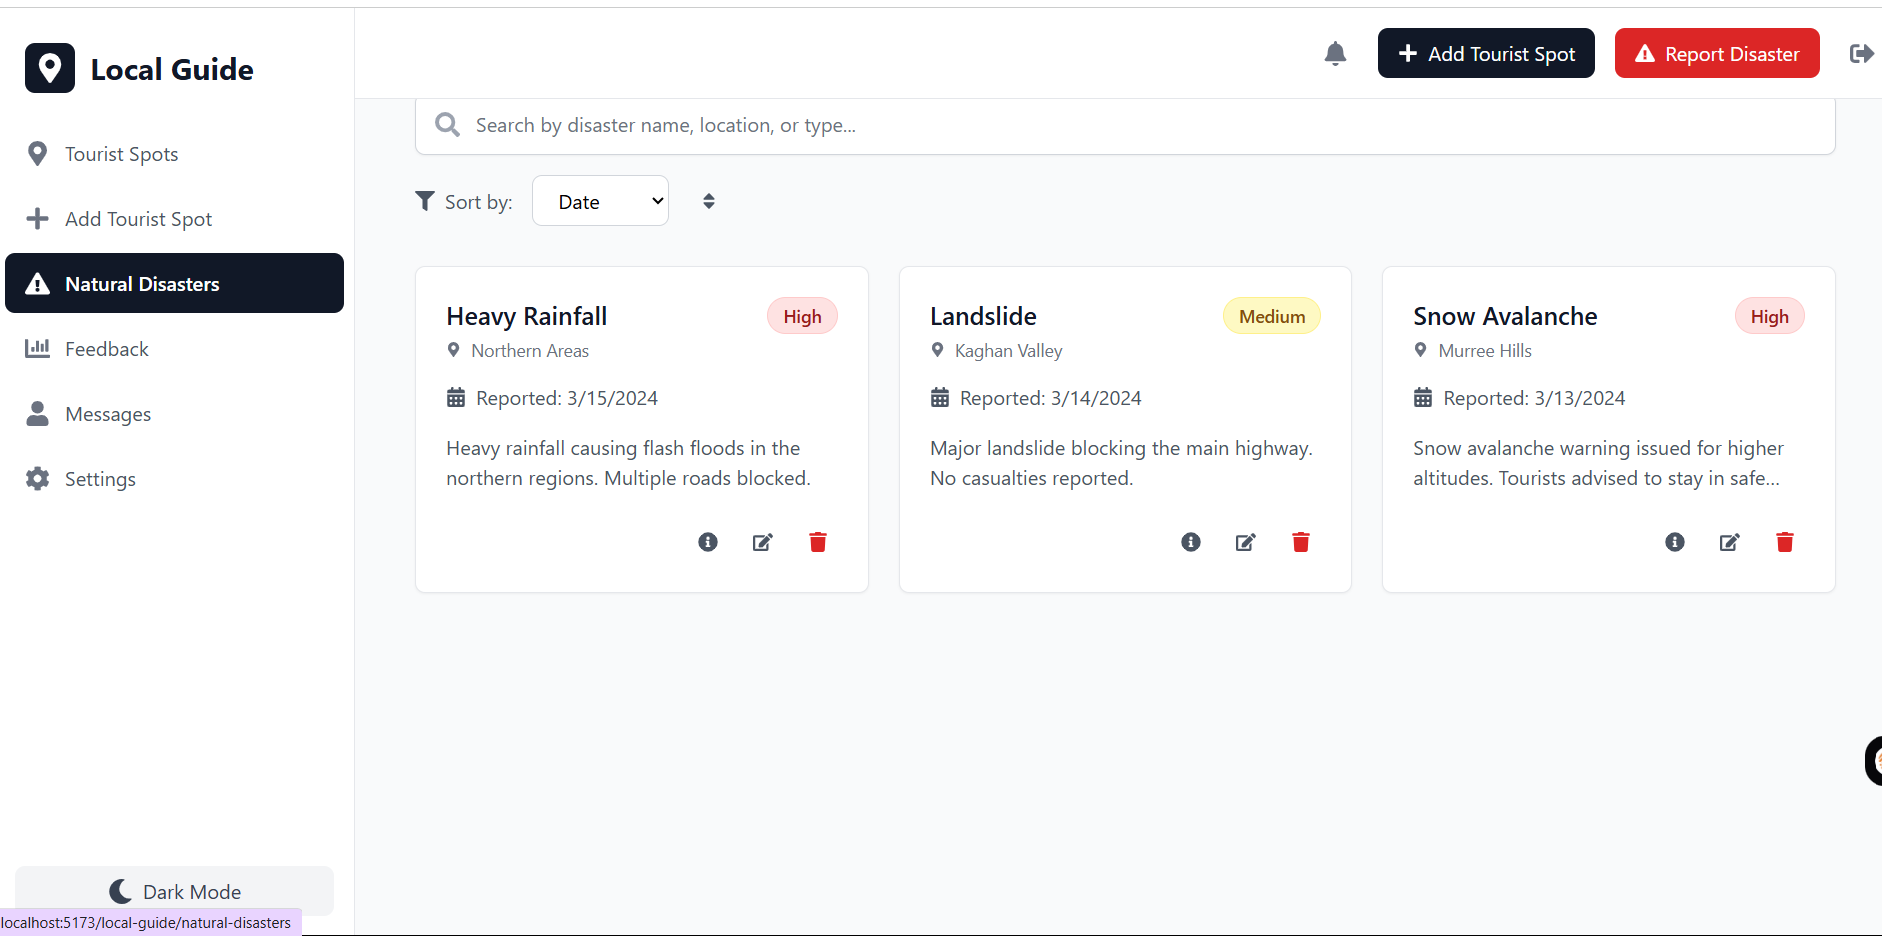 Local Guide
Tourist Spots
Add Tourist Spot
Natural Disasters
Feedback
Messages
Settings
Dark Mode
localhost:5173/local-guide/natural-disasters
Add Tourist Spot
Report Disaster
Search by disaster name, location, or type...
Sort by:
Date
Heavy Rainfall
High
Northern Areas
Reported: 3/15/2024
Heavy rainfall causing flash floods in the
northern regions. Multiple roads blocked.
Landslide
Medium
Kaghan Valley
Reported: 3/14/2024
Major landslide blocking the main highway.
No casualties reported.
Snow Avalanche
High
Murree Hills
Reported: 3/13/2024
Snow avalanche warning issued for higher
altitudes. Tourists advised to stay in safe...